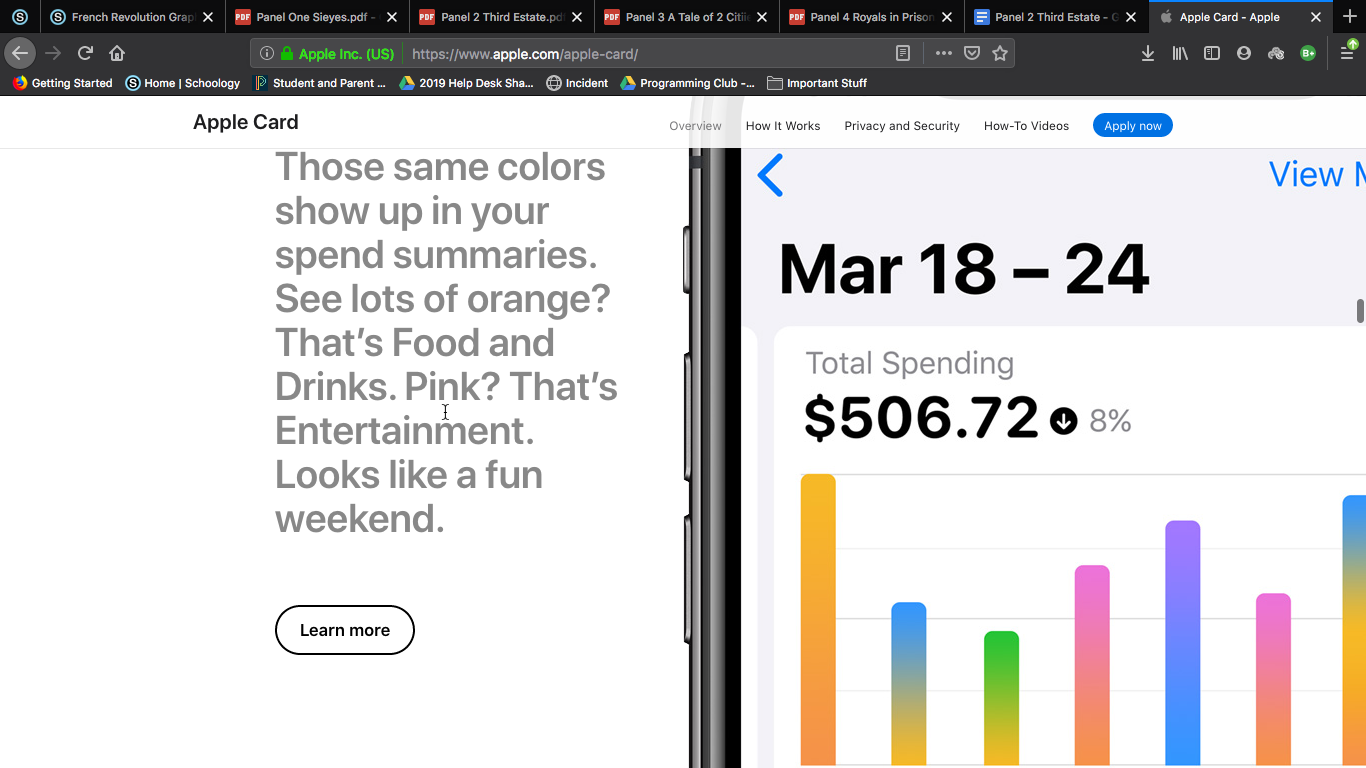 French Revolution Grap
Panel One Sieyes.pdf -
Panel 2 Third Estate.pdf
Panel 3 A Tale of 2 Citiie
Panel 4 Royals in Prison
Panel 2 Third Estate - G
Apple Card - Apple
Apple Inc. (US)
https://www.apple.com/apple-card/
Getting Started
Home | Schoology
Student and Parent ...
2019 Help Desk Sha...
Incident
Programming Club -...
Important Stuff
Apple Card
Overview
How It Works
Privacy and Security
How-To Videos
Apply now
Those same colors
show up in your
spend summaries.
See lots of orange?
That's Food and
Drinks. Pink? That's
Entertainment.
Looks like a fun
weekend.
Learn more
View M
Mar 18 – 24
Total Spending
$506.72 8%